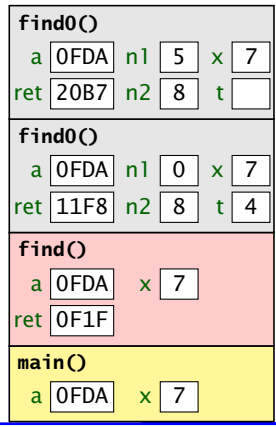 find0()
a 0FDA n1 5 x 7
ret 20B7 n2 8 t
find0()
a 0FDA n1 0 x 7
ret 11F8 n2 8 t 4
find()
a 0FDA x 7
ret 0F1F
main()
a 0FDA x 7